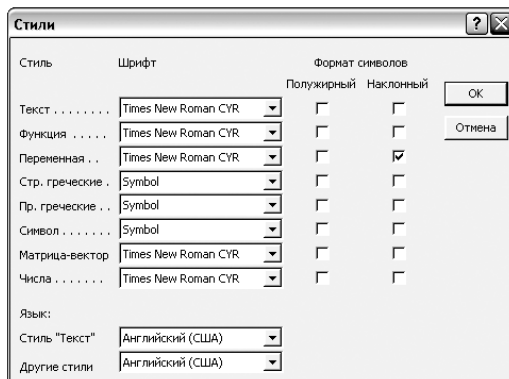 Стили
Стиль Шрифт Формат символов
Полужирный Наклонный
OK
Текст . . . . . . . . Times New Roman CYR
Функция . . . . . Times New Roman CYR
Отмена
Переменная . . Times New Roman CYR
Стр. греческие . Symbol
Пр. греческие . . Symbol
Символ . . . . . . . Symbol
Матрица-вектор Times New Roman CYR
Числа . . . . . . . Times New Roman CYR
Язык:
Стиль "Текст" Английский (США)
Другие стили Английский (США)